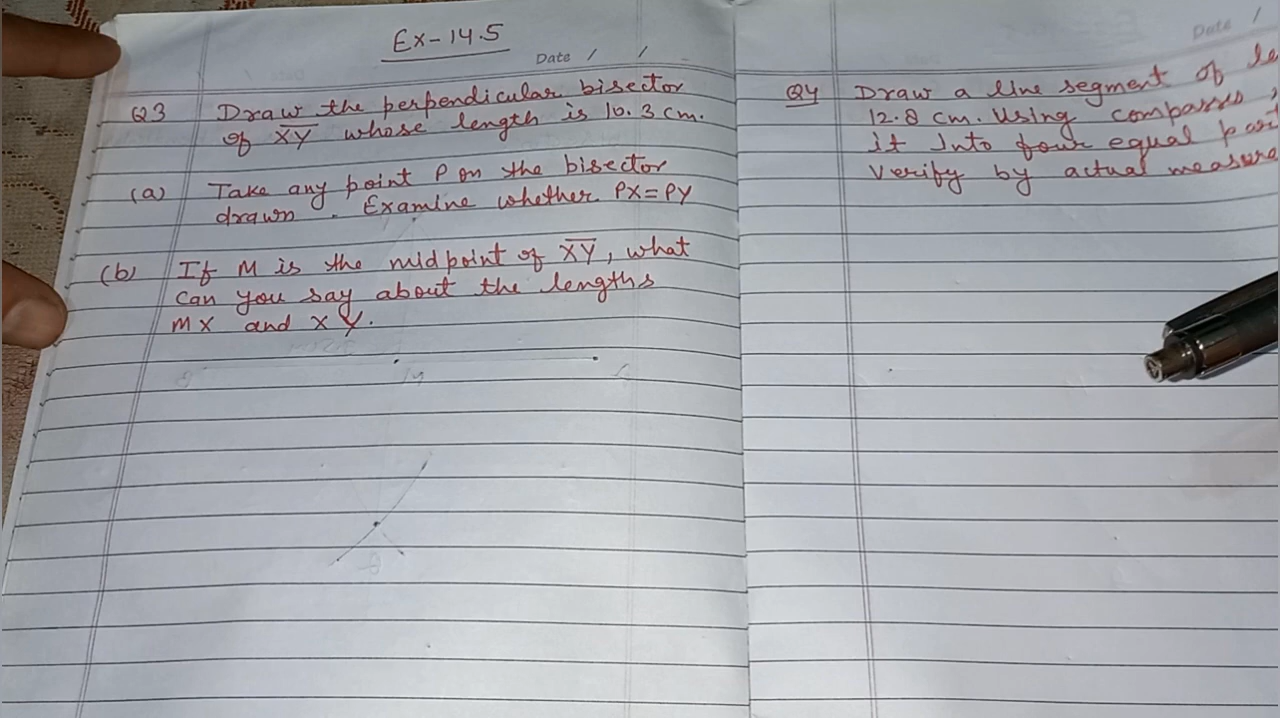 Ex-14.5
Date / /
Q3 Draw the perpendicular bisector
of XY whose length is 10.3 cm.
(a) Take any point P on the bisector
drawn. Examine whether PX=PY
(b) If M is the midpoint of XY, what
can you say about the lengths
MX and XY.
Date /
Q4 Draw a line segment of le
12.8 cm. Using compasses,
it Into four equal par
Verify by actual measure